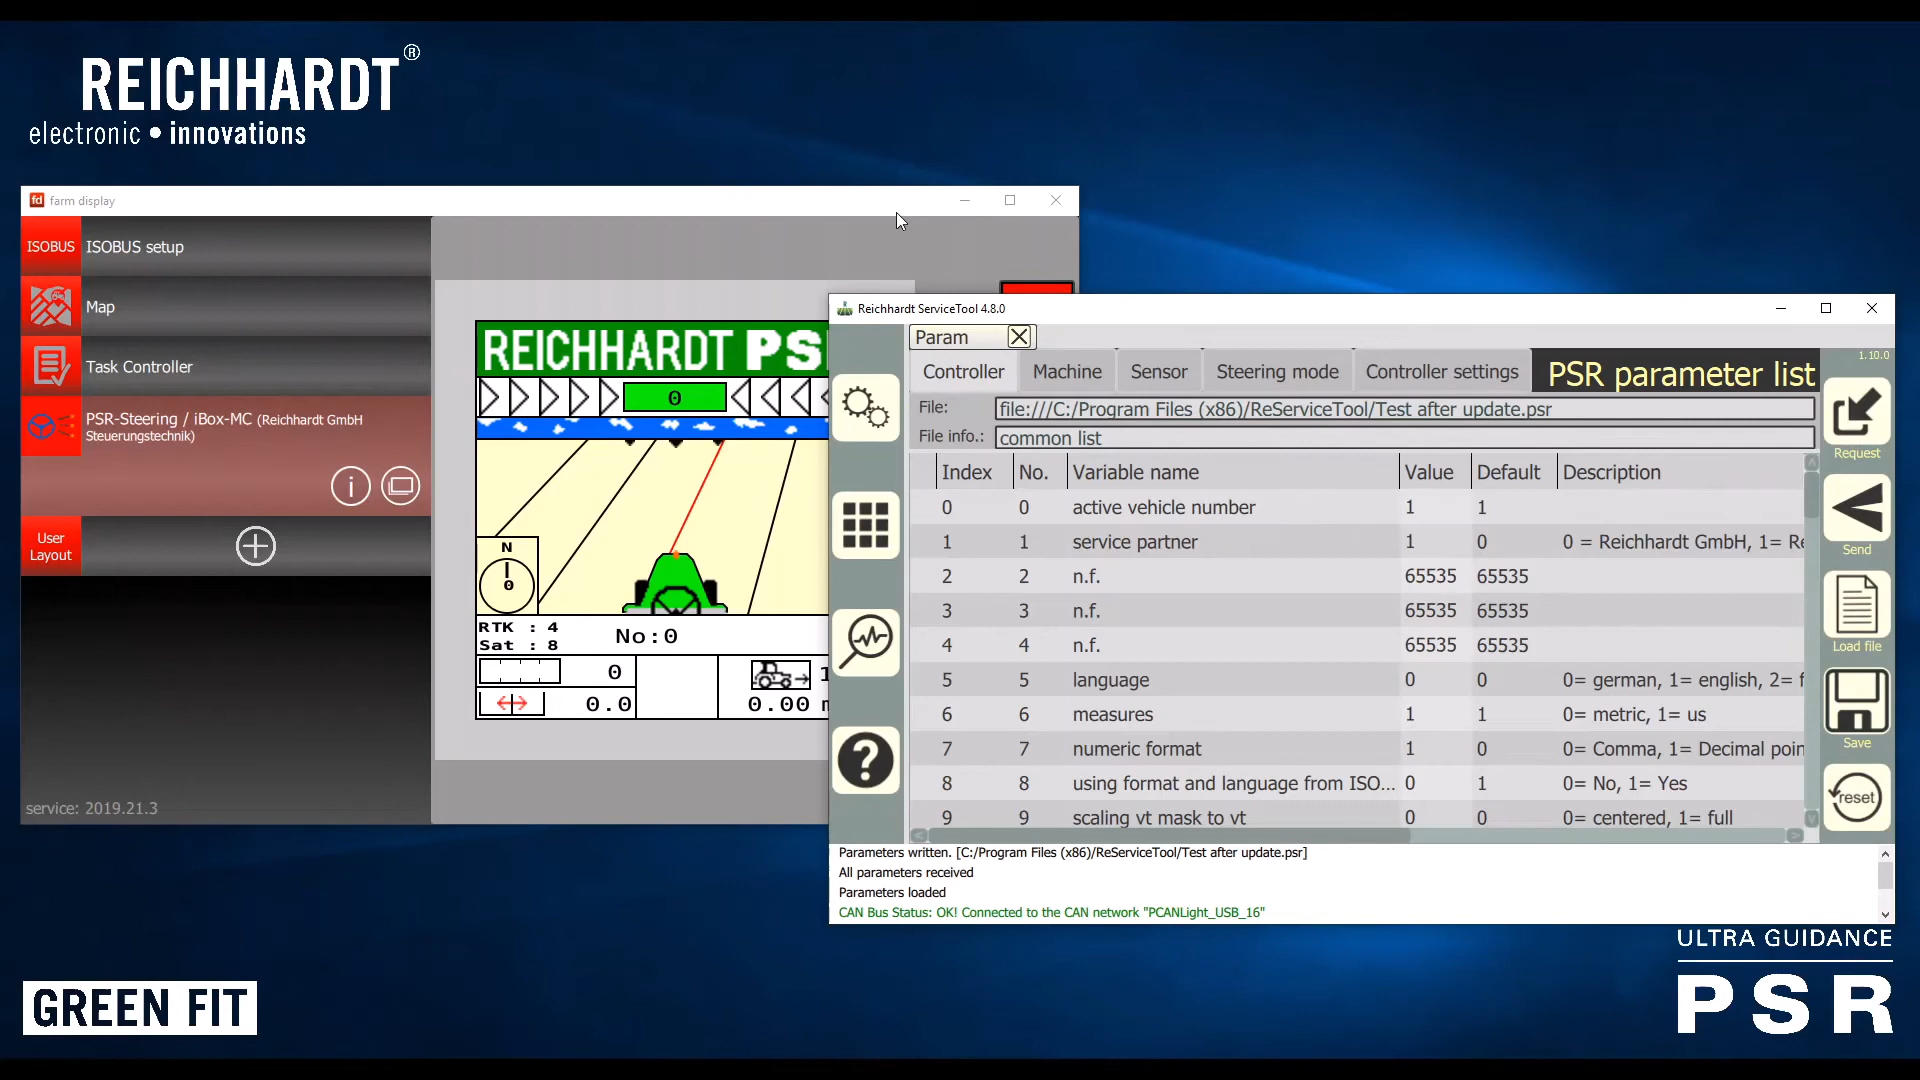 REICHHARDT®
electronic • innovations
farm display
ISOBUS
ISOBUS setup
Map
Task Controller
PSR-Steering / iBox-MC (Reichhardt GmbH
Steuerungstechnik)
i
User
Layout
service: 2019.21.3
REICHHARDT PS
0
N
0
RTK : 4
Sat : 8
No:0
0
0.0
0.00
Reichhardt ServiceTool 4.8.0
Param
Controller
Machine
Sensor
Steering mode
Controller settings
PSR parameter list
1.10.0
File:
file:///C:/Program Files (x86)/ReServiceTool/Test after update.psr
File info.:
common list
Index No. Variable name Value Default Description
0 0 active vehicle number 1 1
1 1 service partner 1 0 0 = Reichhardt GmbH, 1= Re
2 2 n.f. 65535 65535
3 3 n.f. 65535 65535
4 4 n.f. 65535 65535
5 5 language 0 0 0= german, 1= english, 2= f
6 6 measures 1 1 0= metric, 1= us
7 7 numeric format 1 0 0= Comma, 1= Decimal poin
8 8 using format and language from ISO... 0 1 0= No, 1= Yes
9 9 scaling vt mask to vt 0 0 0= centered, 1= full
Request
Send
Load file
Save
reset
Parameters written. [C:/Program Files (x86)/ReServiceTool/Test after update.psr]
All parameters received
Parameters loaded
CAN Bus Status: OK! Connected to the CAN network "PCANLight_USB_16"
GREEN FIT
ULTRA GUIDANCE
PSR